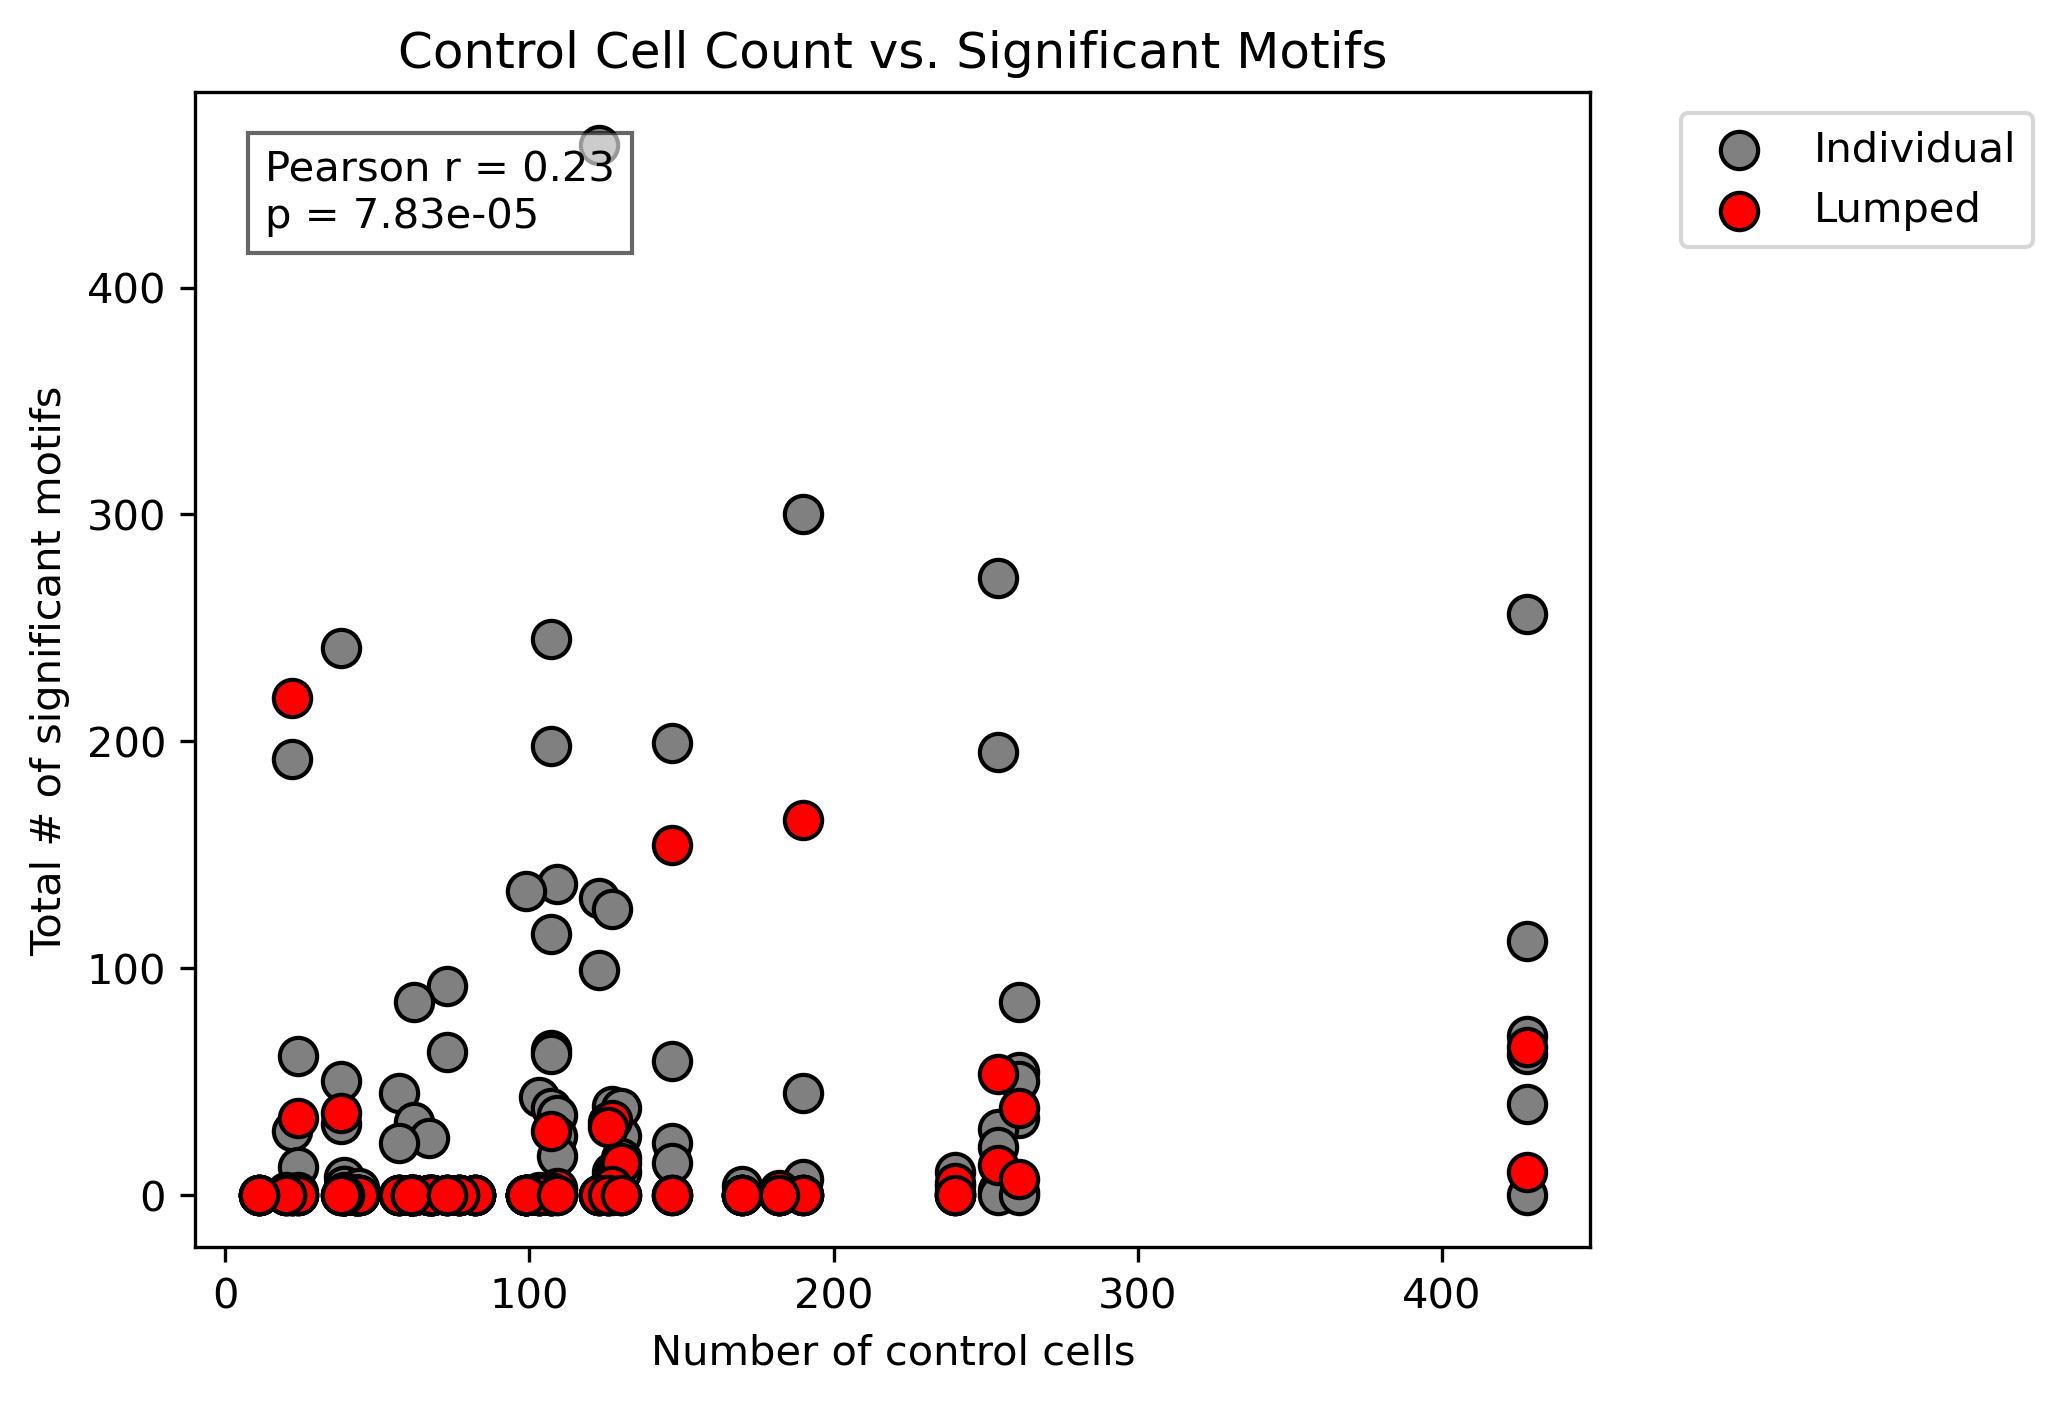 Control Cell Count vs. Significant Motifs
Pearson r = 0.23
p = 7.83e-05
Individual
Lumped
Total # of significant motifs
400
300
200
100
0
0 100 200 300 400
Number of control cells